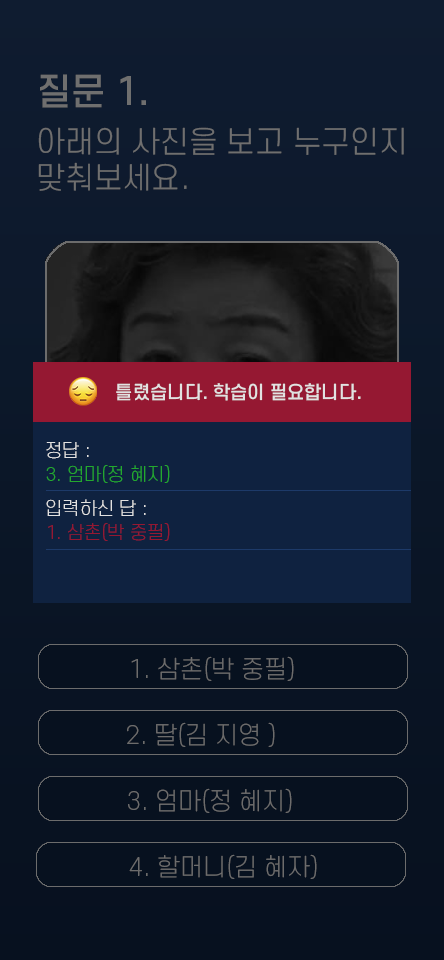 질문 1.
아래의 사진을 보고 누구인지
맞춰보세요.
틀렸습니다. 학습이 필요합니다.
정답 :
3. 엄마(정 혜지)
입력하신 답 :
1. 삼촌(박 중필)
1. 삼촌(박 중필)
2. 딸(김 지영 )
3. 엄마(정 혜지)
4. 할머니(김 혜자)